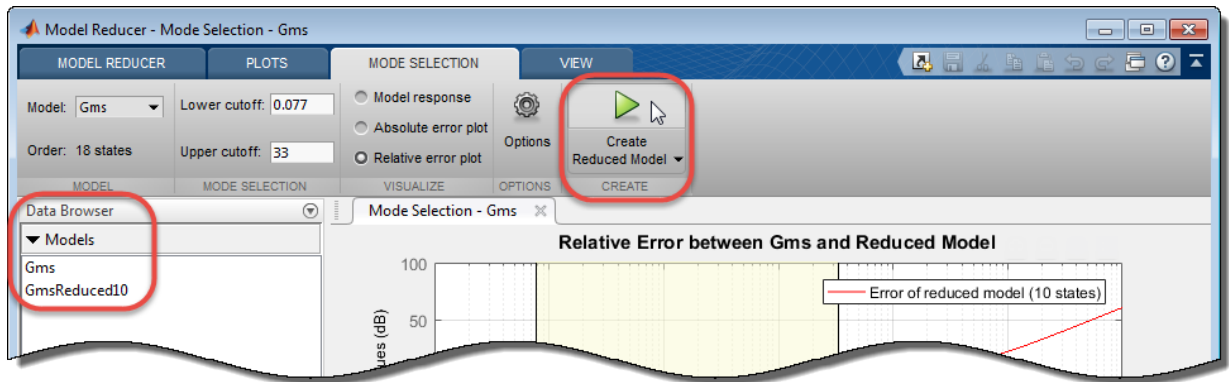 Model Reducer - Mode Selection - Gms
MODEL REDUCER
PLOTS
MODE SELECTION
VIEW
Model: Gms
Lower cutoff: 0.077
Model response
Absolute error plot
Order: 18 states
Upper cutoff: 33
Relative error plot
Options
Create
Reduced Model
MODEL
MODE SELECTION
VISUALIZE
OPTIONS
CREATE
Data Browser
Models
Gms
GmsReduced10
Mode Selection - Gms
Relative Error between Gms and Reduced Model
100
50
(dB)
Error of reduced model (10 states)